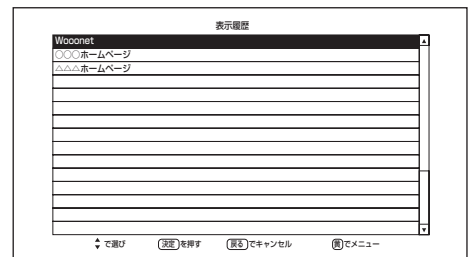 表示履歴
Wooonet
○○○ホームページ
△△△ホームページ
で選び 決定を押す 戻るでキャンセル 黄でメニュー